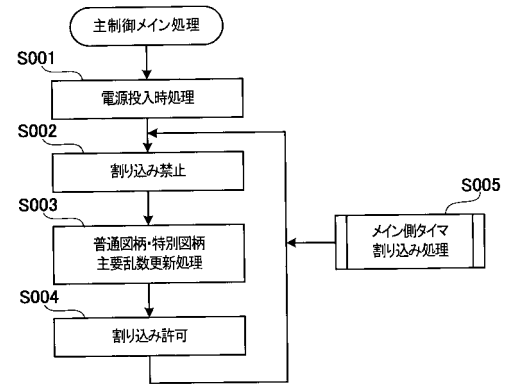 主制御メイン処理
S001
電源投入時処理
S002
割り込み禁止
S003
普通図柄・特別図柄
主要乱数更新処理
S004
割り込み許可
S005
メイン側タイマ
割り込み処理